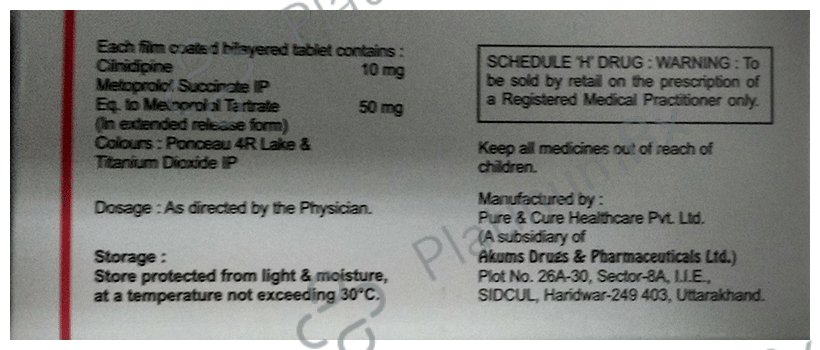 Each film coated bilayered tablet contains :
Cilnidipine 10 mg
Metoprolol Succinate IP
Eq. to Metoprolol Tartrate 50 mg
(In extended release form)
Colours : Ponceau 4R Lake &
Titanium Dioxide IP
Dosage : As directed by the Physician.
Storage :
Store protected from light & moisture,
at a temperature not exceeding 30°C.
SCHEDULE 'H' DRUG : WARNING : To
be sold by retail on the prescription of
a Registered Medical Practitioner only.
Keep all medicines out of reach of
children.
Manufactured by :
Pure & Cure Healthcare Pvt. Ltd.
(A subsidiary of
Akums Drugs & Pharmaceuticals Ltd.)
Plot No. 26A-30, Sector-8A, I.I.E.,
SIDCUL, Haridwar-249 403, Uttarakhand.